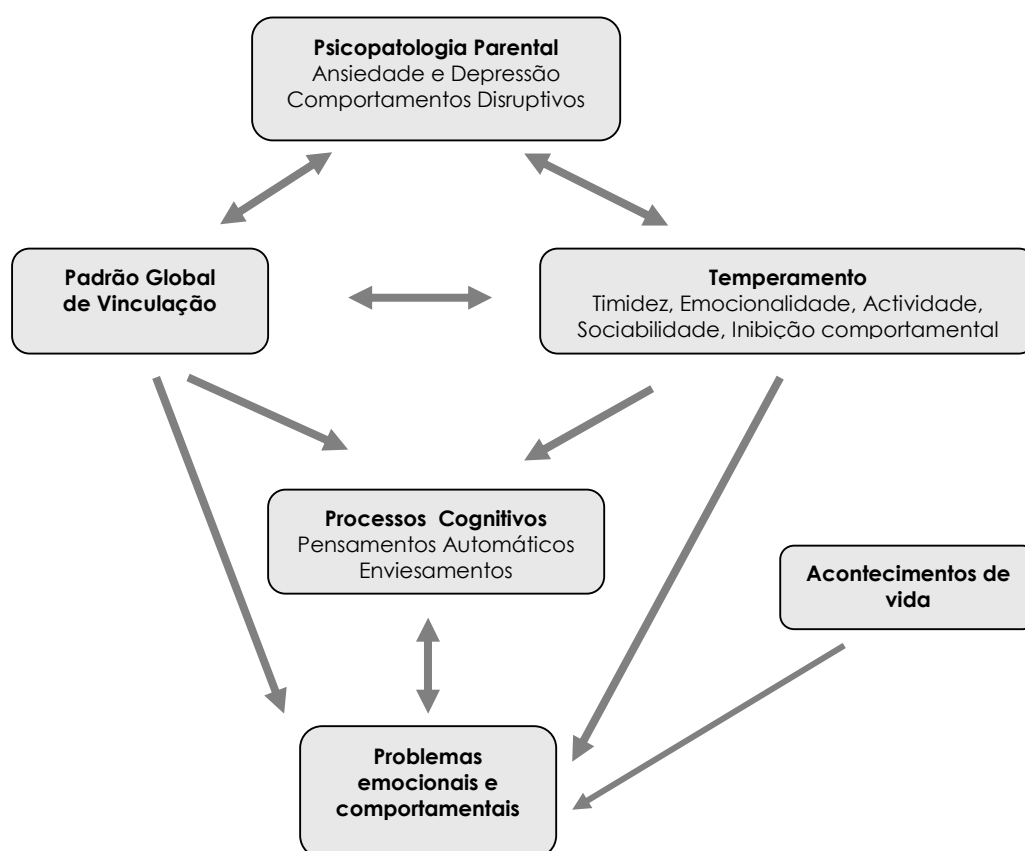 Psicopatologia Parental
Ansiedade e Depressão
Comportamentos Disruptivos
Padrão Global
de Vinculação
Temperamento
Timidez, Emocionalidade, Actividade,
Sociabilidade, Inibição comportamental
Processos Cognitivos
Pensamentos Automáticos
Enviesamentos
Acontecimentos de
vida
Problemas
emocionais e
comportamentais